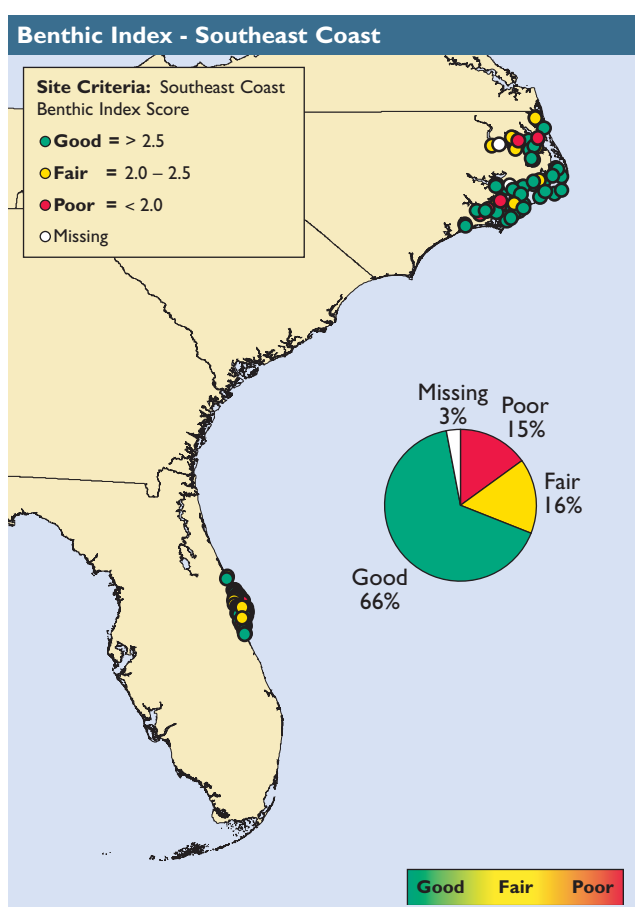 Benthic Index - Southeast Coast
Site Criteria: Southeast Coast
Benthic Index Score
Good = > 2.5
Fair = 2.0 – 2.5
Poor = < 2.0
Missing
Missing
3%
Poor
15%
Fair
16%
Good
66%
Good Fair Poor